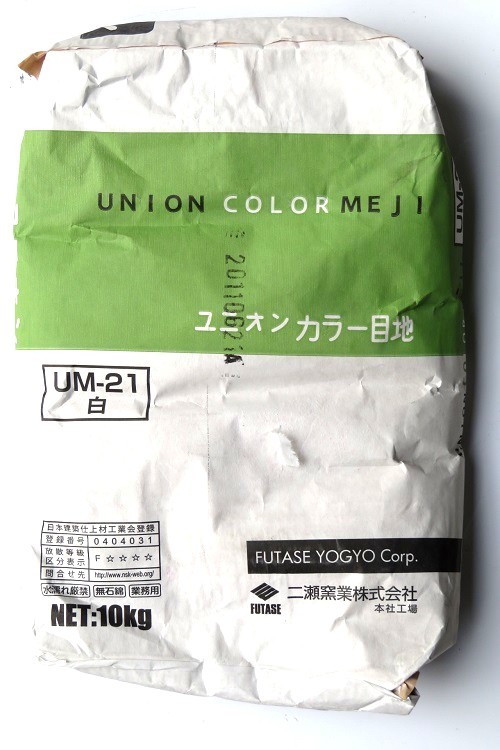 UNION COLOR MEJI
ユニオン カラー目地
UM-21
白
日本建築仕上材工業会登録
登録番号 0404031
放散等級
区分表示 F☆☆☆☆
問合せ先 http://www.nsk-web.org/
水濡れ厳禁 無石綿 業務用
NET:10kg
FUTASE YOGYO Corp.
FUTASE 二瀬窯業株式会社
本社工場